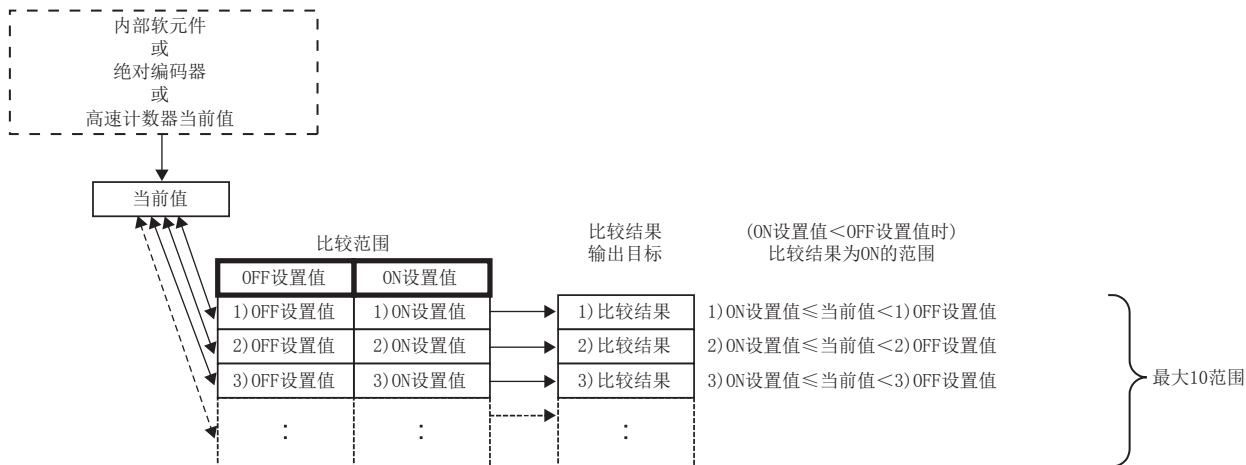 内部软元件
或
绝对编码器
或
高速计数器当前值
当前值
比较范围
比较结果
输出目标
(ON设置值＜OFF设置值时)
比较结果为ON的范围
OFF设置值 ON设置值
1)OFF设置值 1)ON设置值 1)比较结果 1)ON设置值≤当前值＜1)OFF设置值
2)OFF设置值 2)ON设置值 2)比较结果 2)ON设置值≤当前值＜2)OFF设置值
3)OFF设置值 3)ON设置值 3)比较结果 3)ON设置值≤当前值＜3)OFF设置值
最大10范围
: : :